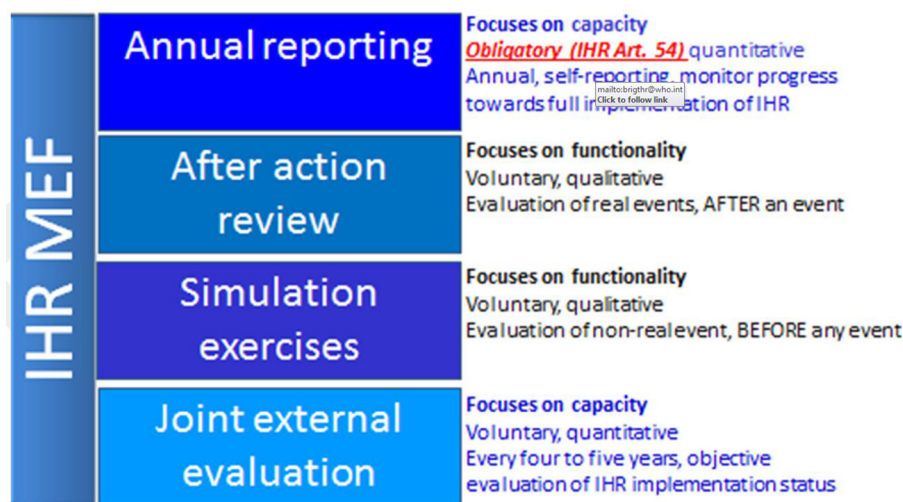 IHR MEF
Annual reporting
Focuses on capacity
Obligatory (IHR Art. 54) quantitative
Annual, self-reporting, monitor progress
towards full implementation of IHR
mailto:brigthr@who.int
Click to follow link
After action
review
Focuses on functionality
Voluntary, qualitative
Evaluation of real events, AFTER an event
Simulation
exercises
Focuses on functionality
Voluntary, qualitative
Evaluation of non-real event, BEFORE any event
Joint external
evaluation
Focuses on capacity
Voluntary, quantitative
Every four to five years, objective
evaluation of IHR implementation status